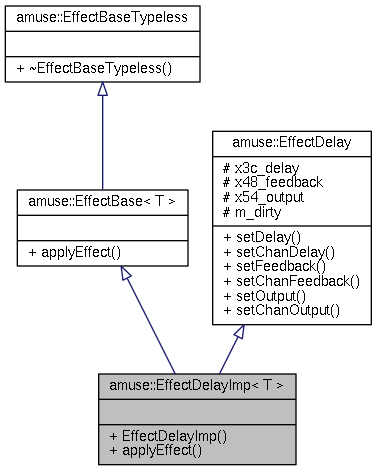 amuse::EffectBaseTypeless
+ ~EffectBaseTypeless()
amuse::EffectDelay
# x3c_delay
# x48_feedback
# x54_output
# m_dirty
+ setDelay()
+ setChanDelay()
+ setFeedback()
+ setChanFeedback()
+ setOutput()
+ setChanOutput()
amuse::EffectBase< T >
+ applyEffect()
amuse::EffectDelayImp< T >
+ EffectDelayImp()
+ applyEffect()